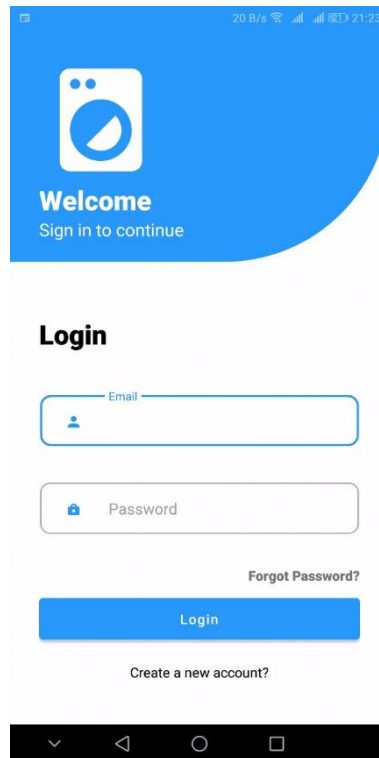 20 B/s 21:23
Welcome
Sign in to continue
Login
Email
Password
Forgot Password?
Login
Create a new account?